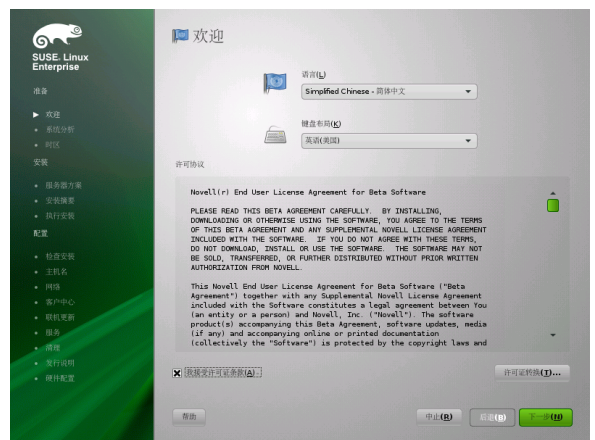 SUSE. Linux
Enterprise
准备
欢迎
系统分析
时区
安装
服务器方案
安装摘要
执行安装
配置
检查安装
主机名
网络
客户中心
联机更新
服务
清理
发行说明
硬件配置
欢迎
语言(L)
Simplified Chinese - 简体中文
键盘布局(K)
英语(美国)
许可协议
Novell(r) End User License Agreement for Beta Software
PLEASE READ THIS BETA AGREEMENT CAREFULLY. BY INSTALLING,
DOWNLOADING OR OTHERWISE USING THE SOFTWARE, YOU AGREE TO THE TERMS
OF THIS BETA AGREEMENT AND ANY SUPPLEMENTAL NOVELL LICENSE AGREEMENT
INCLUDED WITH THE SOFTWARE. IF YOU DO NOT AGREE WITH THESE TERMS,
DO NOT DOWNLOAD, INSTALL OR USE THE SOFTWARE. THE SOFTWARE MAY NOT
BE SOLD, TRANSFERRED, OR FURTHER DISTRIBUTED WITHOUT PRIOR WRITTEN
AUTHORIZATION FROM NOVELL.
This Novell End User License Agreement for Beta Software ("Beta
Agreement") together with any Supplemental Novell License Agreement
included with the Software constitutes a legal agreement between You
(an entity or a person) and Novell, Inc. ("Novell"). The software
product(s) accompanying this Beta Agreement, software updates, media
(if any) and accompanying online or printed documentation
(collectively the "Software") is protected by the copyright laws and
我接受许可证条款(A)。
许可证转换(T)...
帮助
中止(R)
后退(B)
下一步(N)